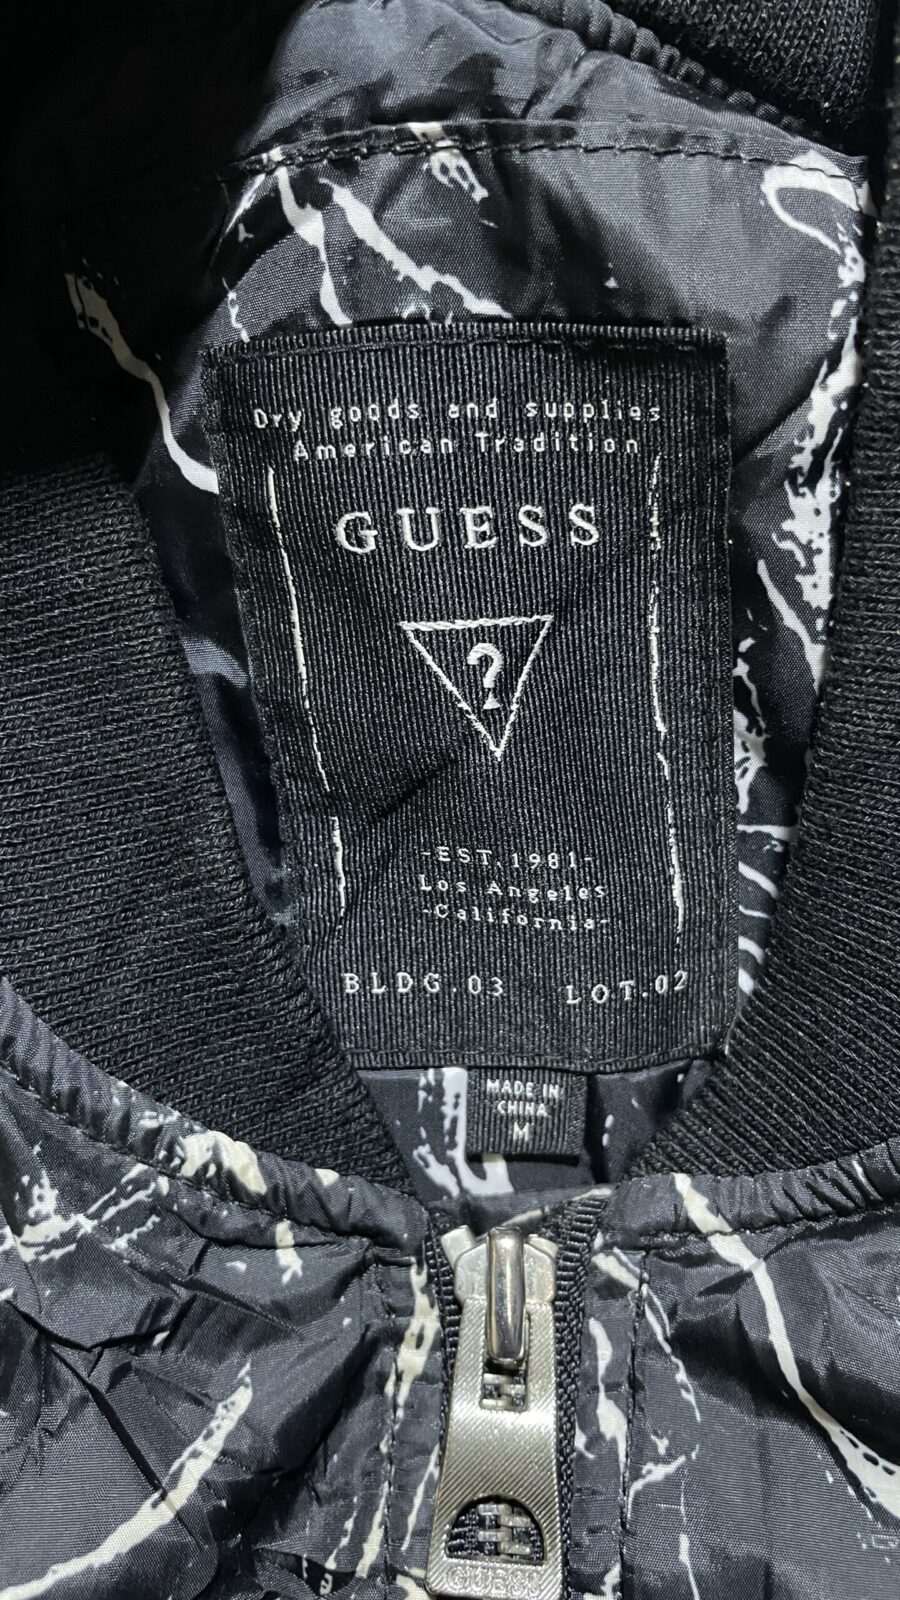 Dry goods and supplies
American Tradition
GUESS
?
-EST.1981-
Los Angeles
-California-
BLDG.03 LOT.02
MADE IN
CHINA
M
GUESS